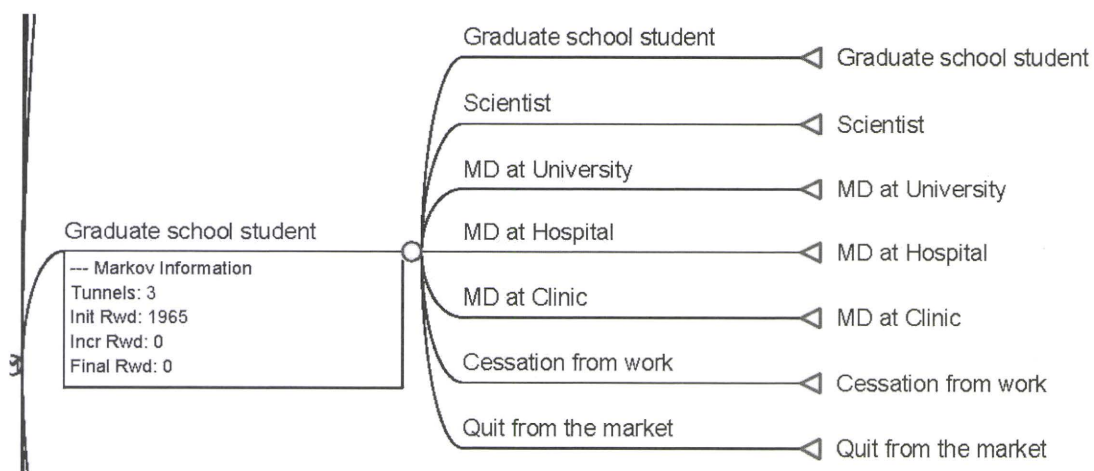 Graduate school student
Graduate school student
Scientist
Scientist
MD at University
MD at University
Graduate school student
MD at Hospital
MD at Hospital
--- Markov Information
Tunnels: 3
Init Rwd: 1965
Incr Rwd: 0
Final Rwd: 0
MD at Clinic
MD at Clinic
Cessation from work
Cessation from work
Quit from the market
Quit from the market